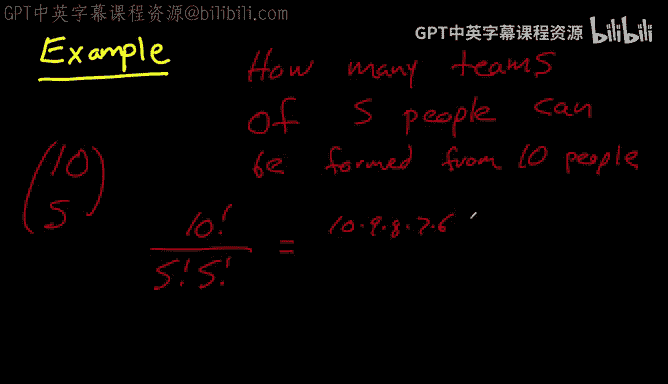 GPT中英字幕课程资源@bilibili.com
GPT中英字幕课程资源 bilibili
Example
How many teams
Of 5 people can
be formed from 10 people
(10
5)
10!
5!5!
=
10.9.8.7.6